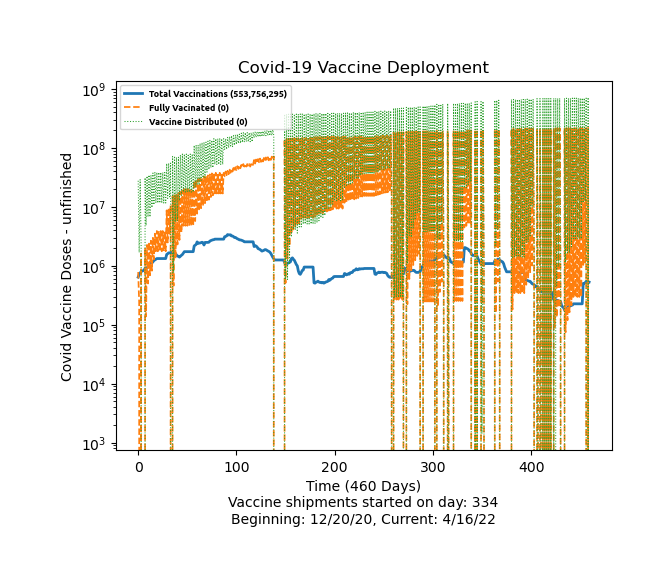 Covid-19 Vaccine Deployment
10⁹
10⁸
10⁷
10⁶
10⁵
10⁴
10³
Covid Vaccine Doses - unfinished
Total Vaccinations (553,756,295)
Fully Vacinated (0)
Vaccine Distributed (0)
0 100 200 300 400
Time (460 Days)
Vaccine shipments started on day: 334
Beginning: 12/20/20, Current: 4/16/22